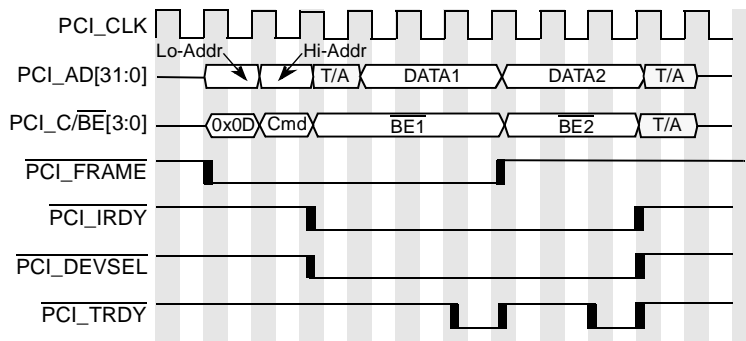 PCI_CLK
Lo-Addr Hi-Addr
PCI_AD[31:0] T/A DATA1 DATA2 T/A
PCI_C/BE[3:0] 0x0D Cmd BE1 BE2 T/A
PCI_FRAME
PCI_IRDY
PCI_DEVSEL
PCI_TRDY